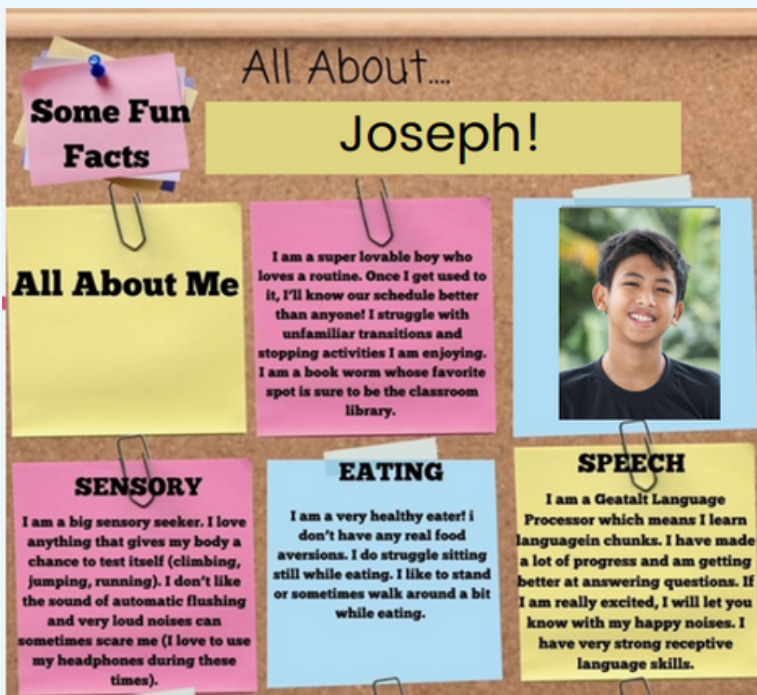 All About....
Some Fun
Facts
Joseph!
All About Me
I am a super lovable boy who
loves a routine. Once I get used to
it, I'll know our schedule better
than anyone! I struggle with
unfamiliar transitions and
stopping activities I am enjoying.
I am a book worm whose favorite
spot is sure to be the classroom
library.
SENSORY
I am a big sensory seeker. I love
anything that gives my body a
chance to test itself (climbing,
jumping, running). I don't like
the sound of automatic flushing
and very loud noises can
sometimes scare me (I love to use
my headphones during these
times).
EATING
I am a very healthy eater! i
don't have any real food
aversions. I do struggle sitting
still while eating. I like to stand
or sometimes walk around a bit
while eating.
SPEECH
I am a Geatalt Language
Processor which means I learn
languagein chunks. I have made
a lot of progress and am getting
better at answering questions. If
I am really excited, I will let you
know with my happy noises. I
have very strong receptive
language skills.